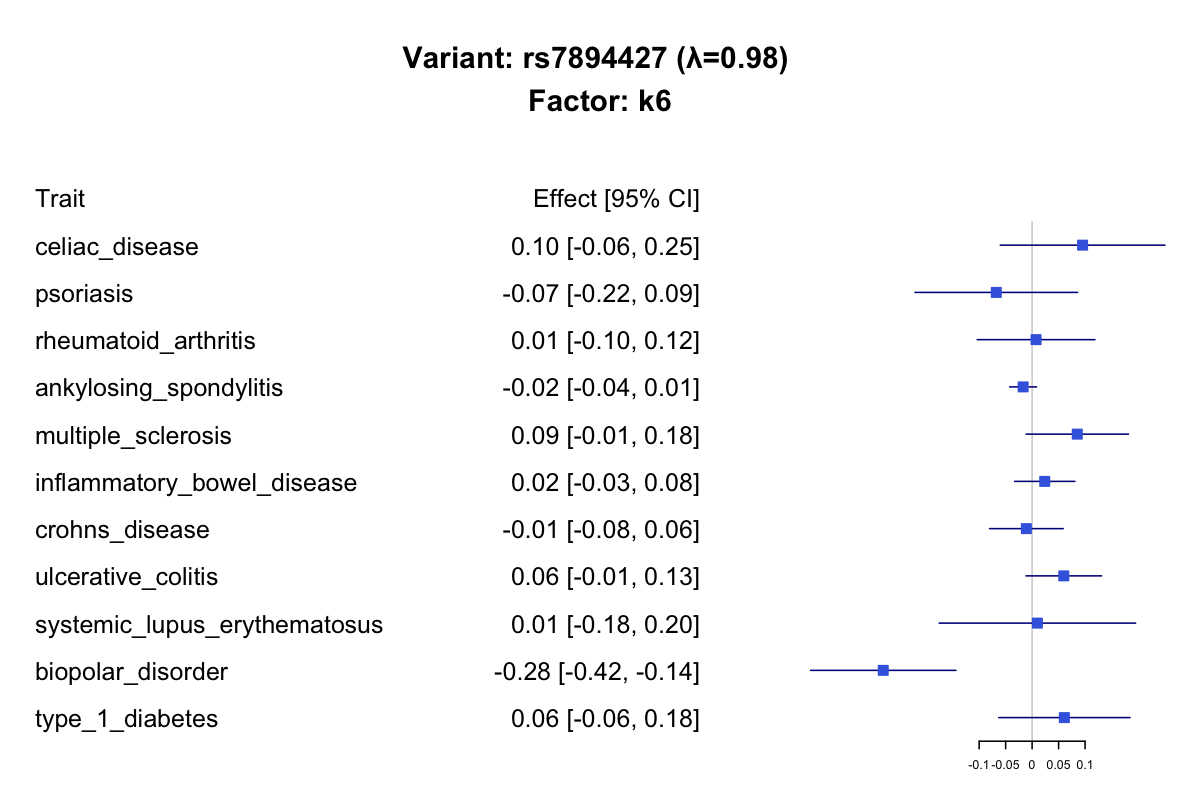 Variant: rs7894427 (λ=0.98)
Factor: k6
Trait Effect [95% CI]
celiac_disease 0.10 [-0.06, 0.25]
psoriasis -0.07 [-0.22, 0.09]
rheumatoid_arthritis 0.01 [-0.10, 0.12]
ankylosing_spondylitis -0.02 [-0.04, 0.01]
multiple_sclerosis 0.09 [-0.01, 0.18]
inflammatory_bowel_disease 0.02 [-0.03, 0.08]
crohns_disease -0.01 [-0.08, 0.06]
ulcerative_colitis 0.06 [-0.01, 0.13]
systemic_lupus_erythematosus 0.01 [-0.18, 0.20]
biopolar_disorder -0.28 [-0.42, -0.14]
type_1_diabetes 0.06 [-0.06, 0.18]
-0.1 -0.05 0 0.05 0.1